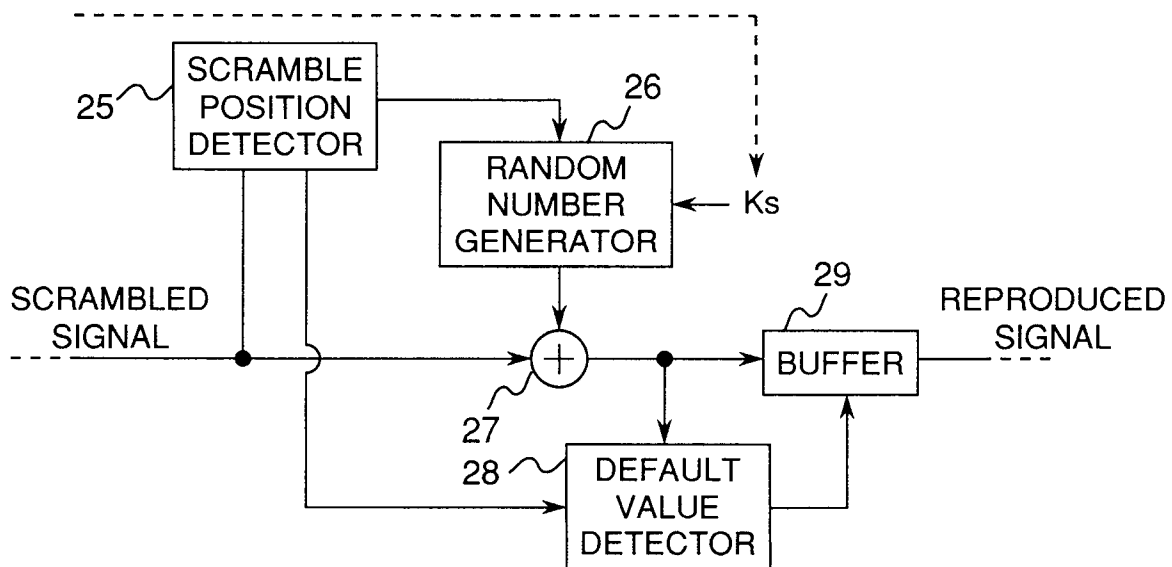 25
SCRAMBLE
POSITION
DETECTOR
26
RANDOM
NUMBER
GENERATOR
Ks
SCRAMBLED
SIGNAL
27
+
28
DEFAULT
VALUE
DETECTOR
29
BUFFER
REPRODUCED
SIGNAL